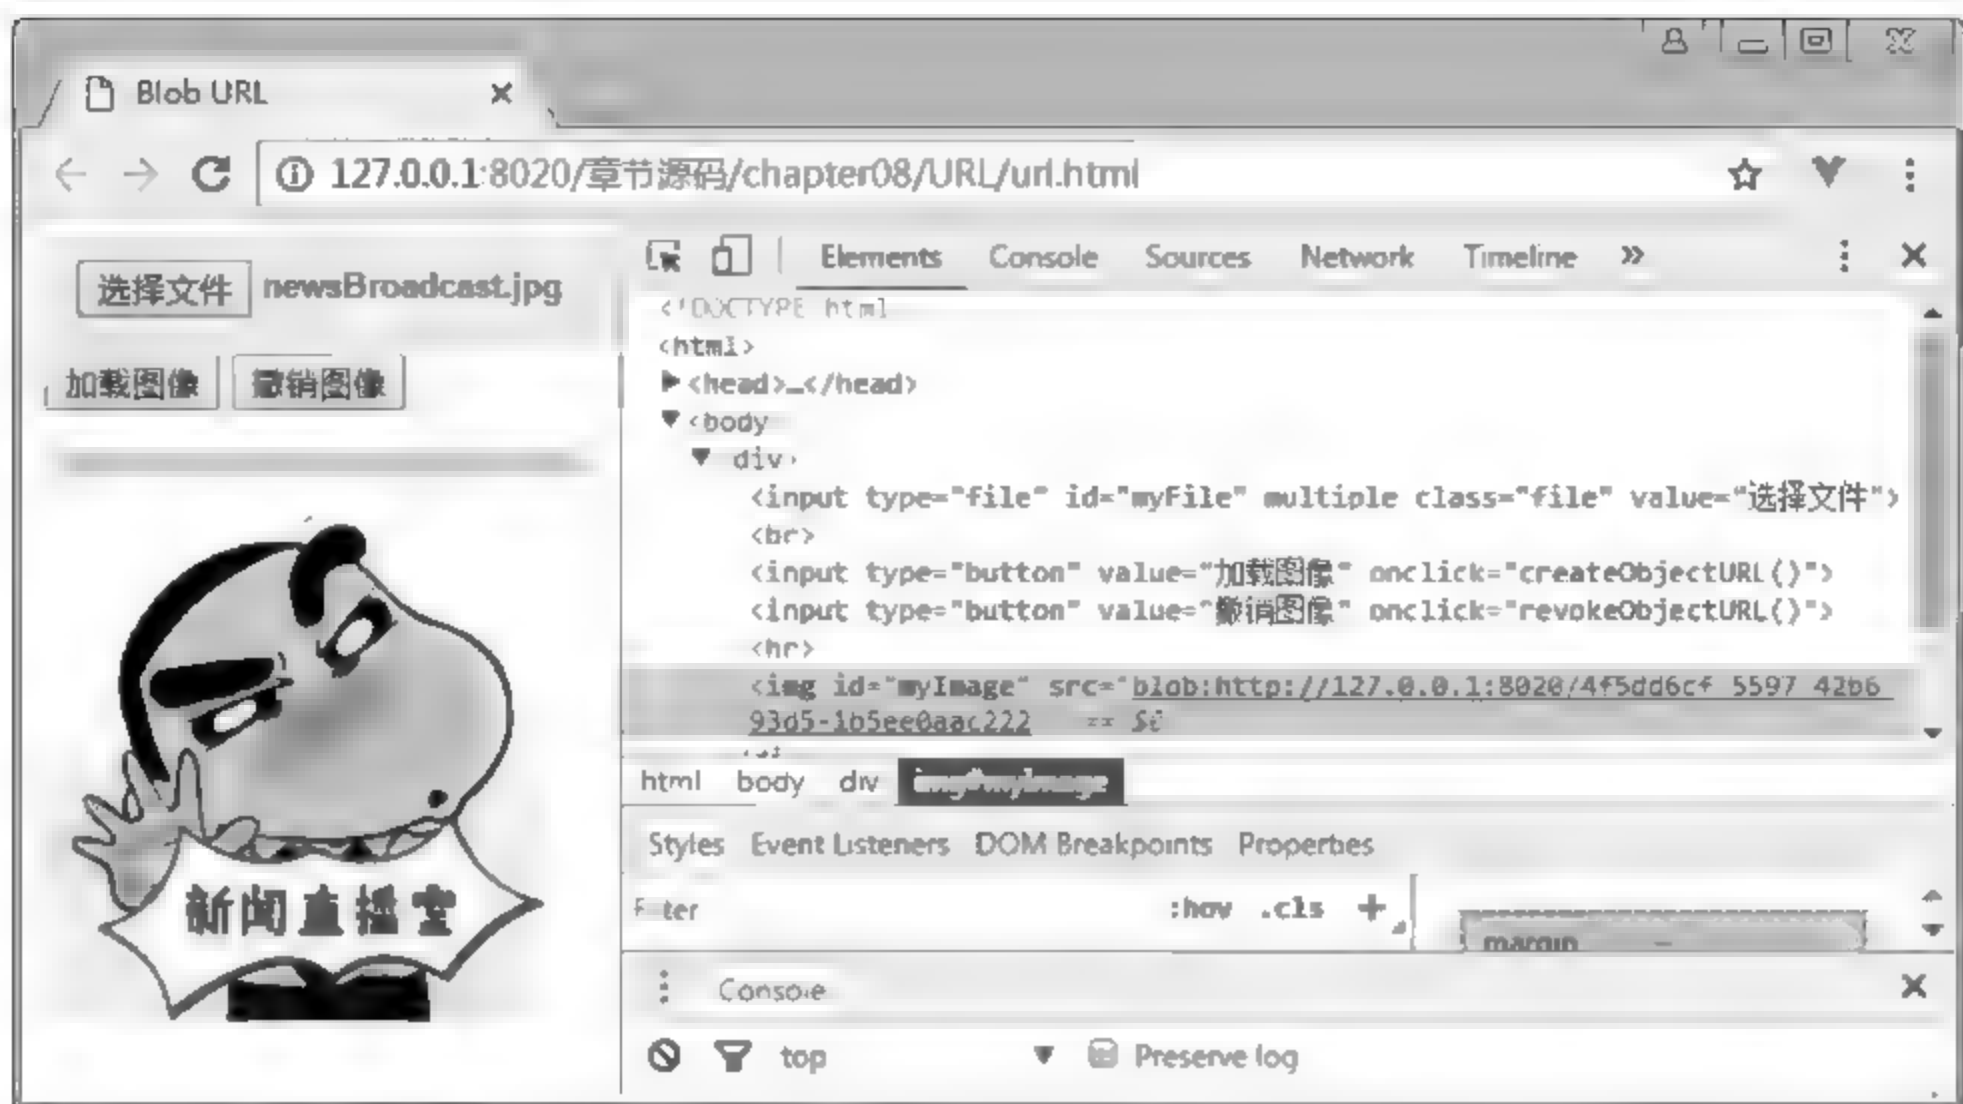 Blob URL
127.0.0.1:8020/章节源码/chapter08/URL/url.html
选择文件 newsBroadcast.jpg
加载图像 撤销图像
新闻直播室
Elements Console Sources Network Timeline »
<!DOCTYPE html
<html>
<head>…</head>
<body
div>
<input type="file" id="myFile" multiple class="file" value="选择文件">
<br>
<input type="button" value="加载图像" onclick="createObjectURL()">
<input type="button" value="撤销图像" onclick="revokeObjectURL()">
<hr>
<img id="myImage" src="blob:http://127.0.0.1:8020/4f5dd6cf 5597 42b6
93d5-1b5ee0aac222 ==
html body div img#myImage
Styles Event Listeners DOM Breakpoints Properties
:hov .cls +
margin –
Console
top Preserve log